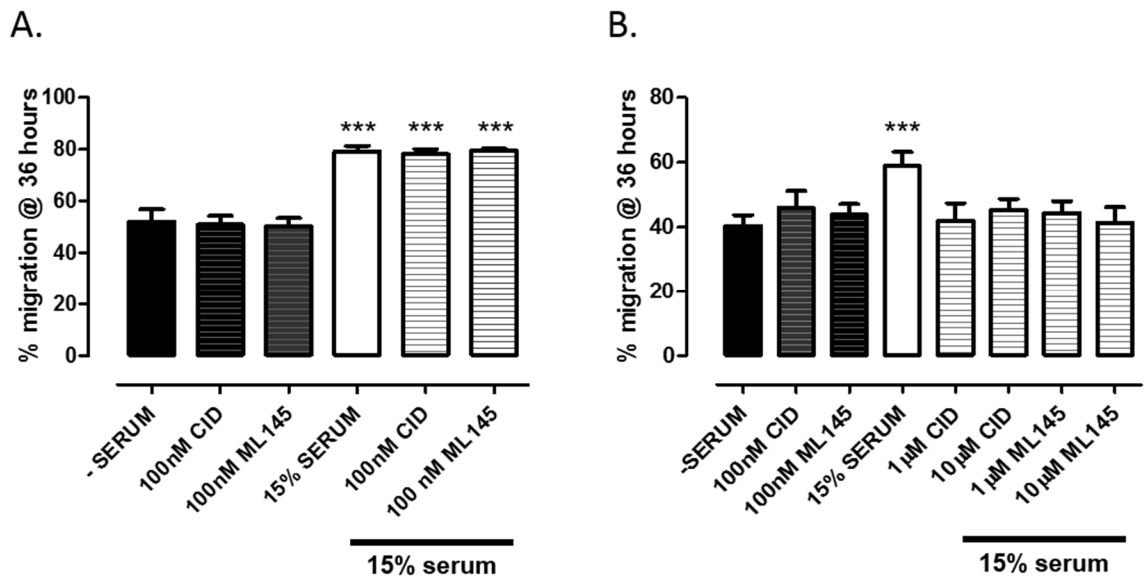 A.
% migration @ 36 hours
100
80
60
40
20
0
***
***
***
- SERUM
100nM CID
100nM ML145
15% SERUM
100nM CID
100 nM ML145
15% serum
B.
% migration @ 36 hours
80
60
40
20
0
***
-SERUM
100nM CID
100nM ML145
15% SERUM
1 µM CID
10 µM CID
1 µM ML145
10 µM ML145
15% serum